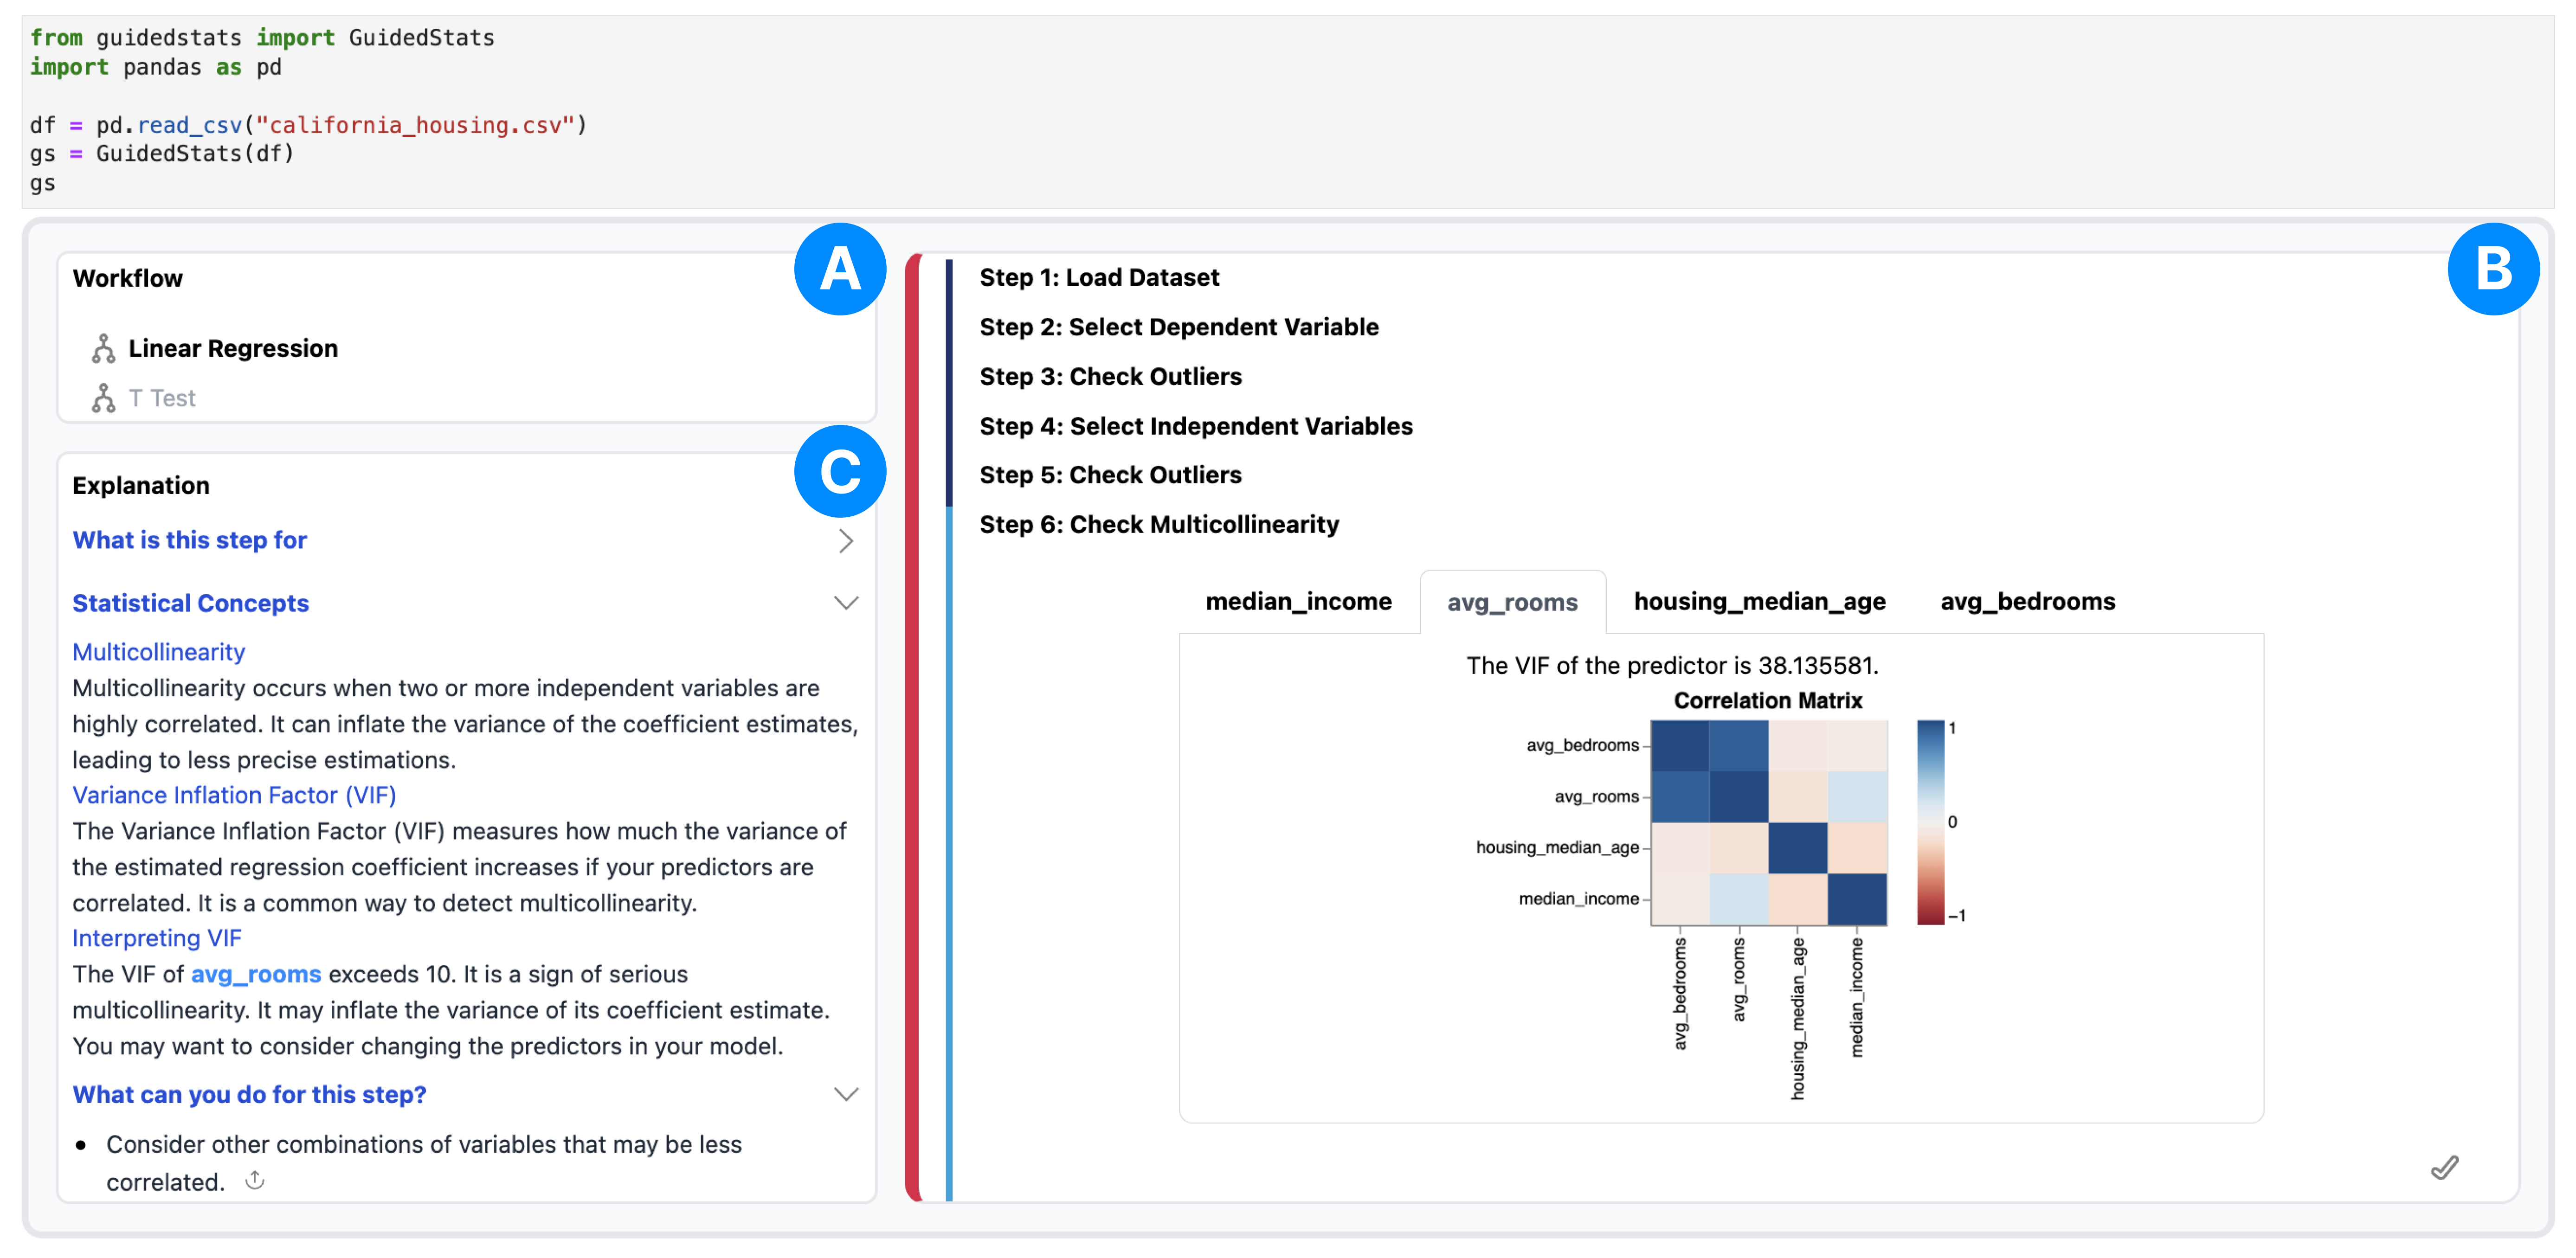 from guidedstats import GuidedStats
import pandas as pd
df = pd.read_csv("california_housing.csv")
gs = GuidedStats(df)
gs
A
Workflow
Linear Regression
T Test
C
Explanation
What is this step for
Statistical Concepts
Multicollinearity
Multicollinearity occurs when two or more independent variables are
highly correlated. It can inflate the variance of the coefficient estimates,
leading to less precise estimations.
Variance Inflation Factor (VIF)
The Variance Inflation Factor (VIF) measures how much the variance of
the estimated regression coefficient increases if your predictors are
correlated. It is a common way to detect multicollinearity.
Interpreting VIF
The VIF of avg_rooms exceeds 10. It is a sign of serious
multicollinearity. It may inflate the variance of its coefficient estimate.
You may want to consider changing the predictors in your model.
What can you do for this step?
• Consider other combinations of variables that may be less
correlated.
B
Step 1: Load Dataset
Step 2: Select Dependent Variable
Step 3: Check Outliers
Step 4: Select Independent Variables
Step 5: Check Outliers
Step 6: Check Multicollinearity
median_income avg_rooms housing_median_age avg_bedrooms
The VIF of the predictor is 38.135581.
Correlation Matrix
avg_bedrooms
avg_rooms
housing_median_age
median_income
avg_bedrooms
avg_rooms
housing_median_age
median_income
1
0
−1